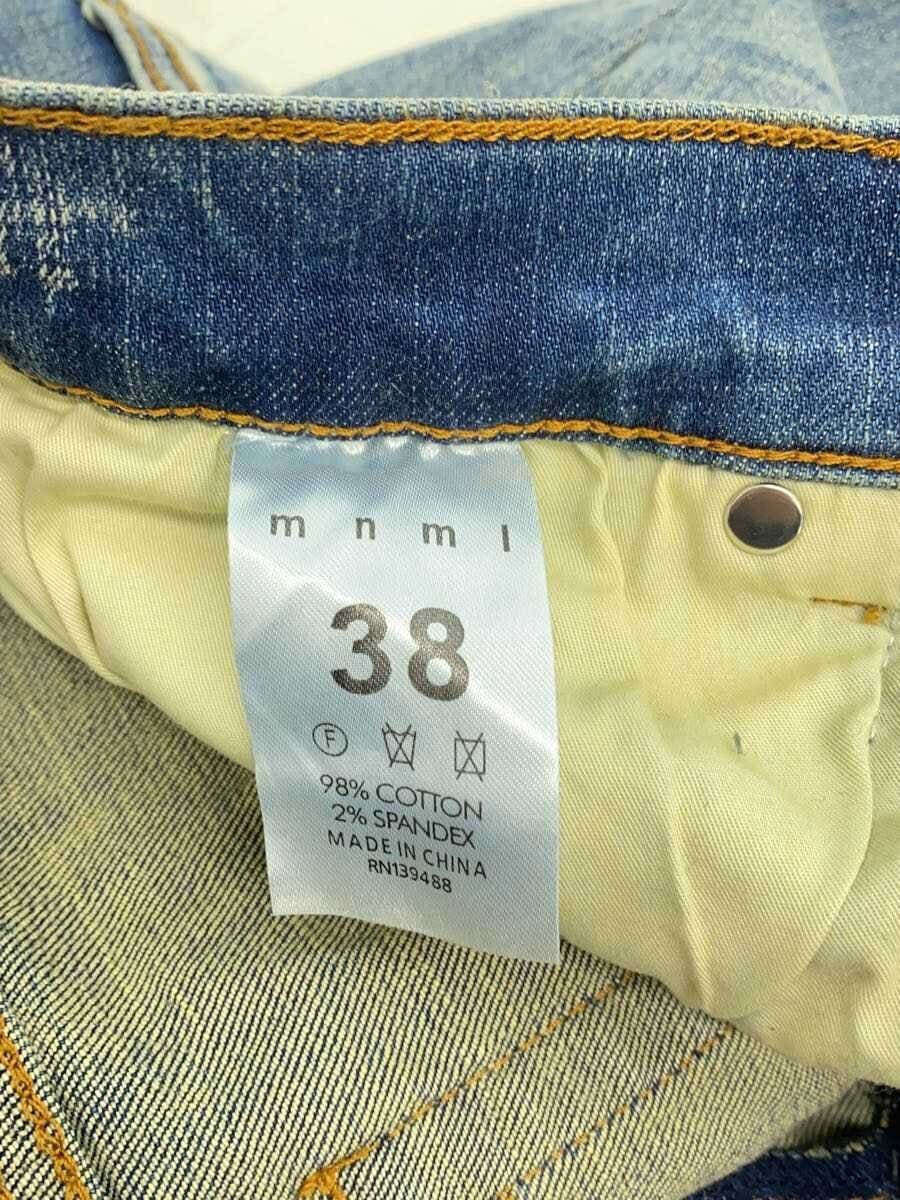 m n m l
38
F
98% COTTON
2% SPANDEX
MADE IN CHINA
RN139488